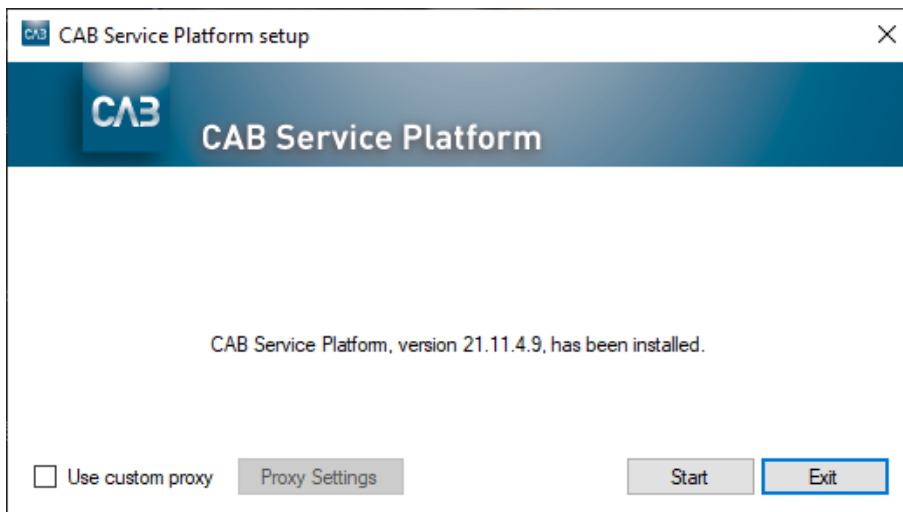 CAB CAB Service Platform setup
CAB
CAB Service Platform
CAB Service Platform, version 21.11.4.9, has been installed.
Use custom proxy Proxy Settings Start Exit